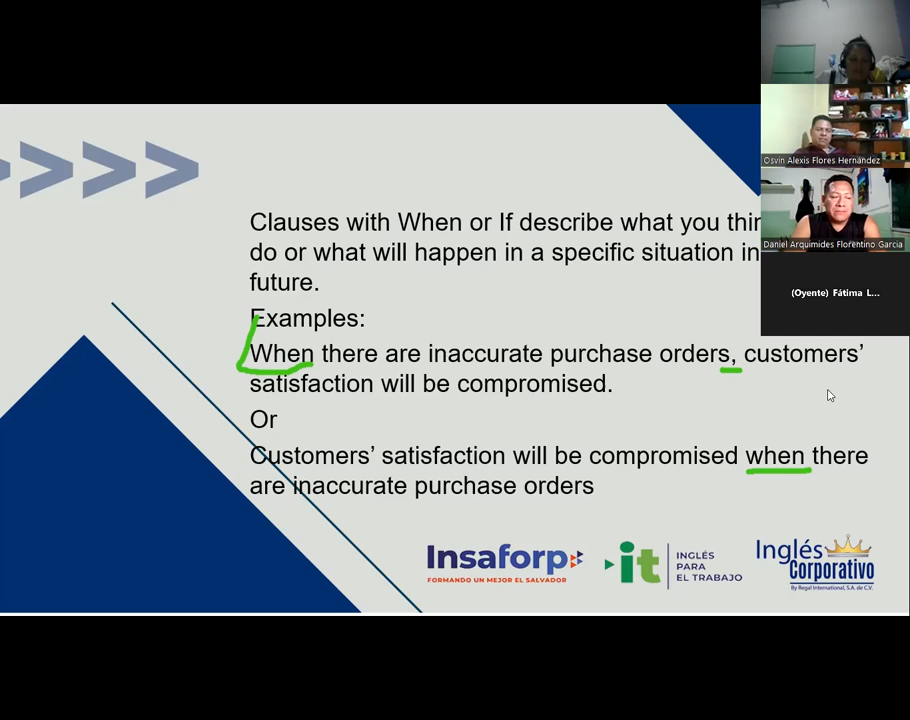 Clauses with When or If describe what you thin
do or what will happen in a specific situation in
future.
Examples:
When there are inaccurate purchase orders, customers’
satisfaction will be compromised.
Or
Customers’ satisfaction will be compromised when there
are inaccurate purchase orders
Osvin Alexis Flores Hernández
Daniel Arquimides Florentino Garcia
(Oyente) Fátima L...
Insaforp
FORMANDO UN MEJOR EL SALVADOR
it
INGLÉS
PARA
EL TRABAJO
Inglés
Corporativo
By Regal International, S.A. de C.V.